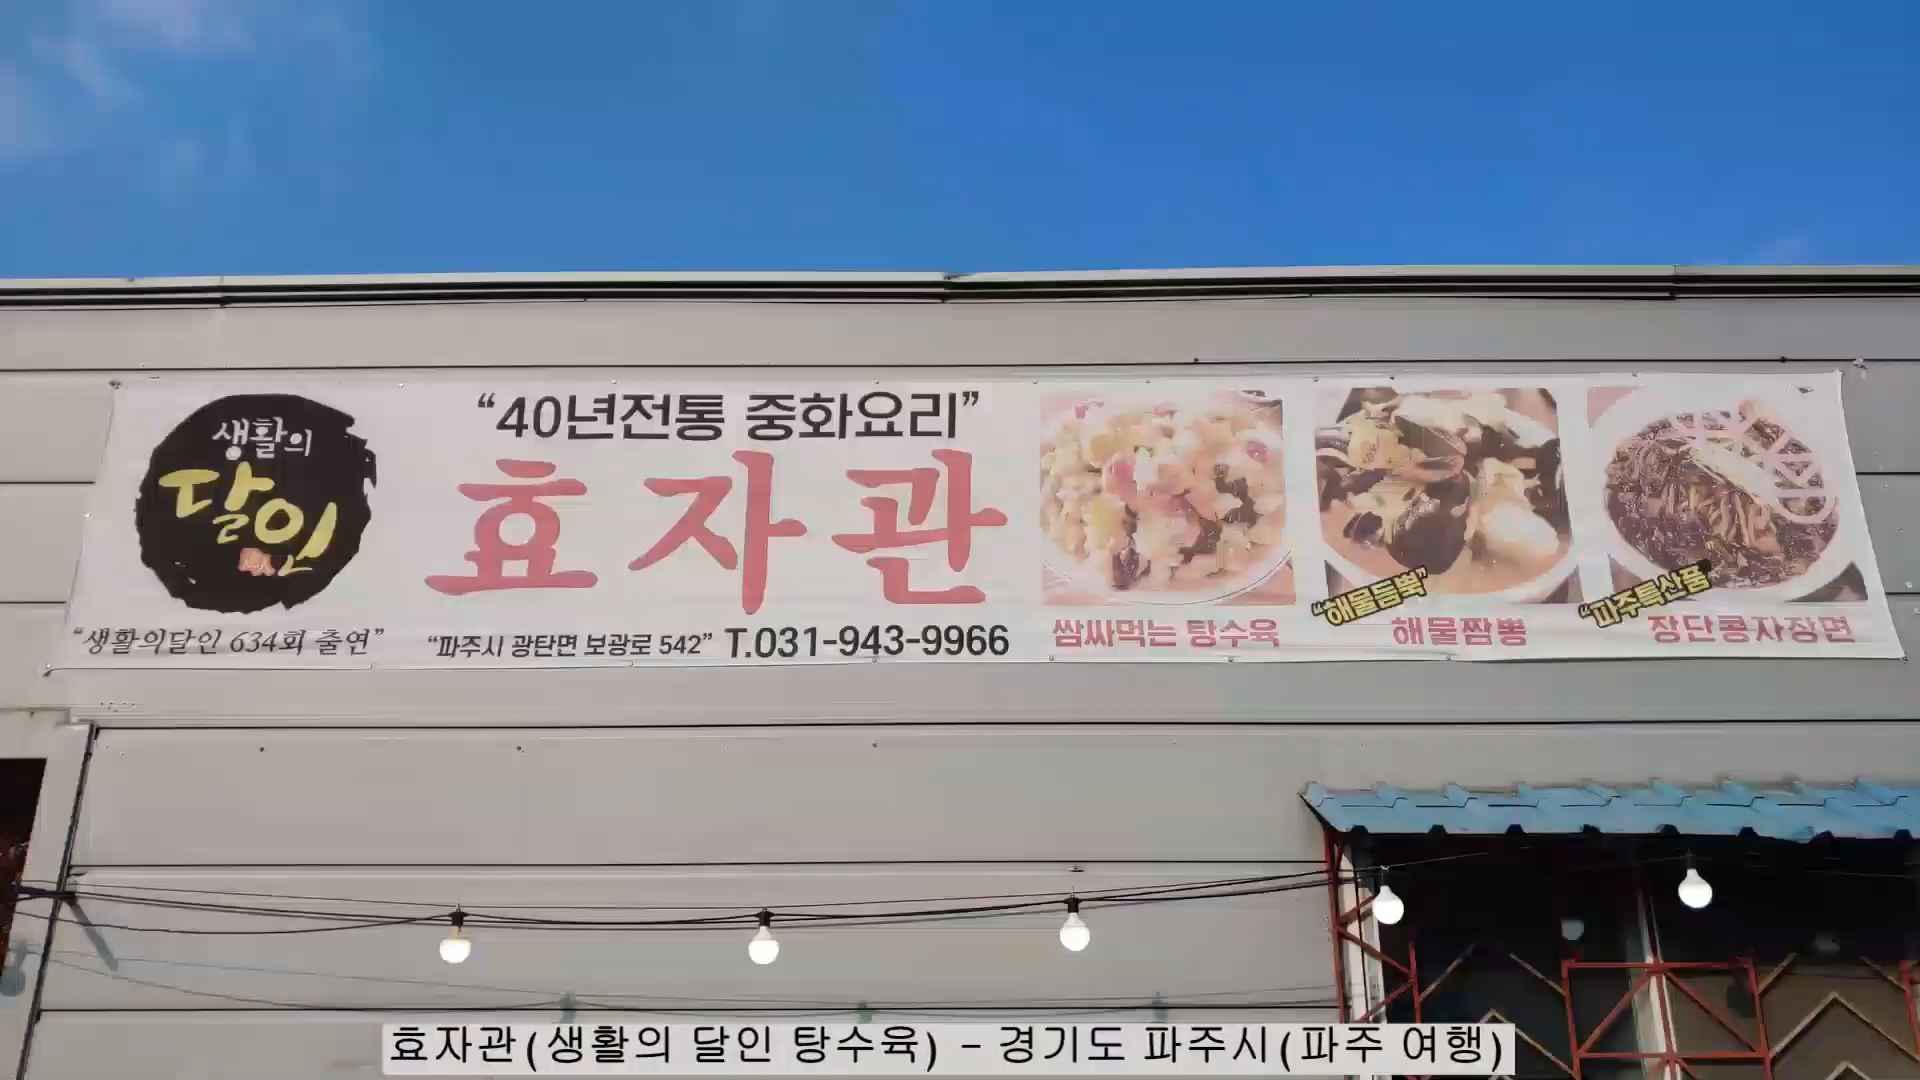 생활의
달인
"생활의달인 634회 출연"
"40년전통 중화요리"
효자관
"파주시 광탄면 보광로 542" T.031-943-9966
쌈싸먹는 탕수육
"해물듬뿍"
해물짬뽕
"파주특산품"
장단콩자장면
효자관(생활의 달인 탕수육) - 경기도 파주시(파주 여행)